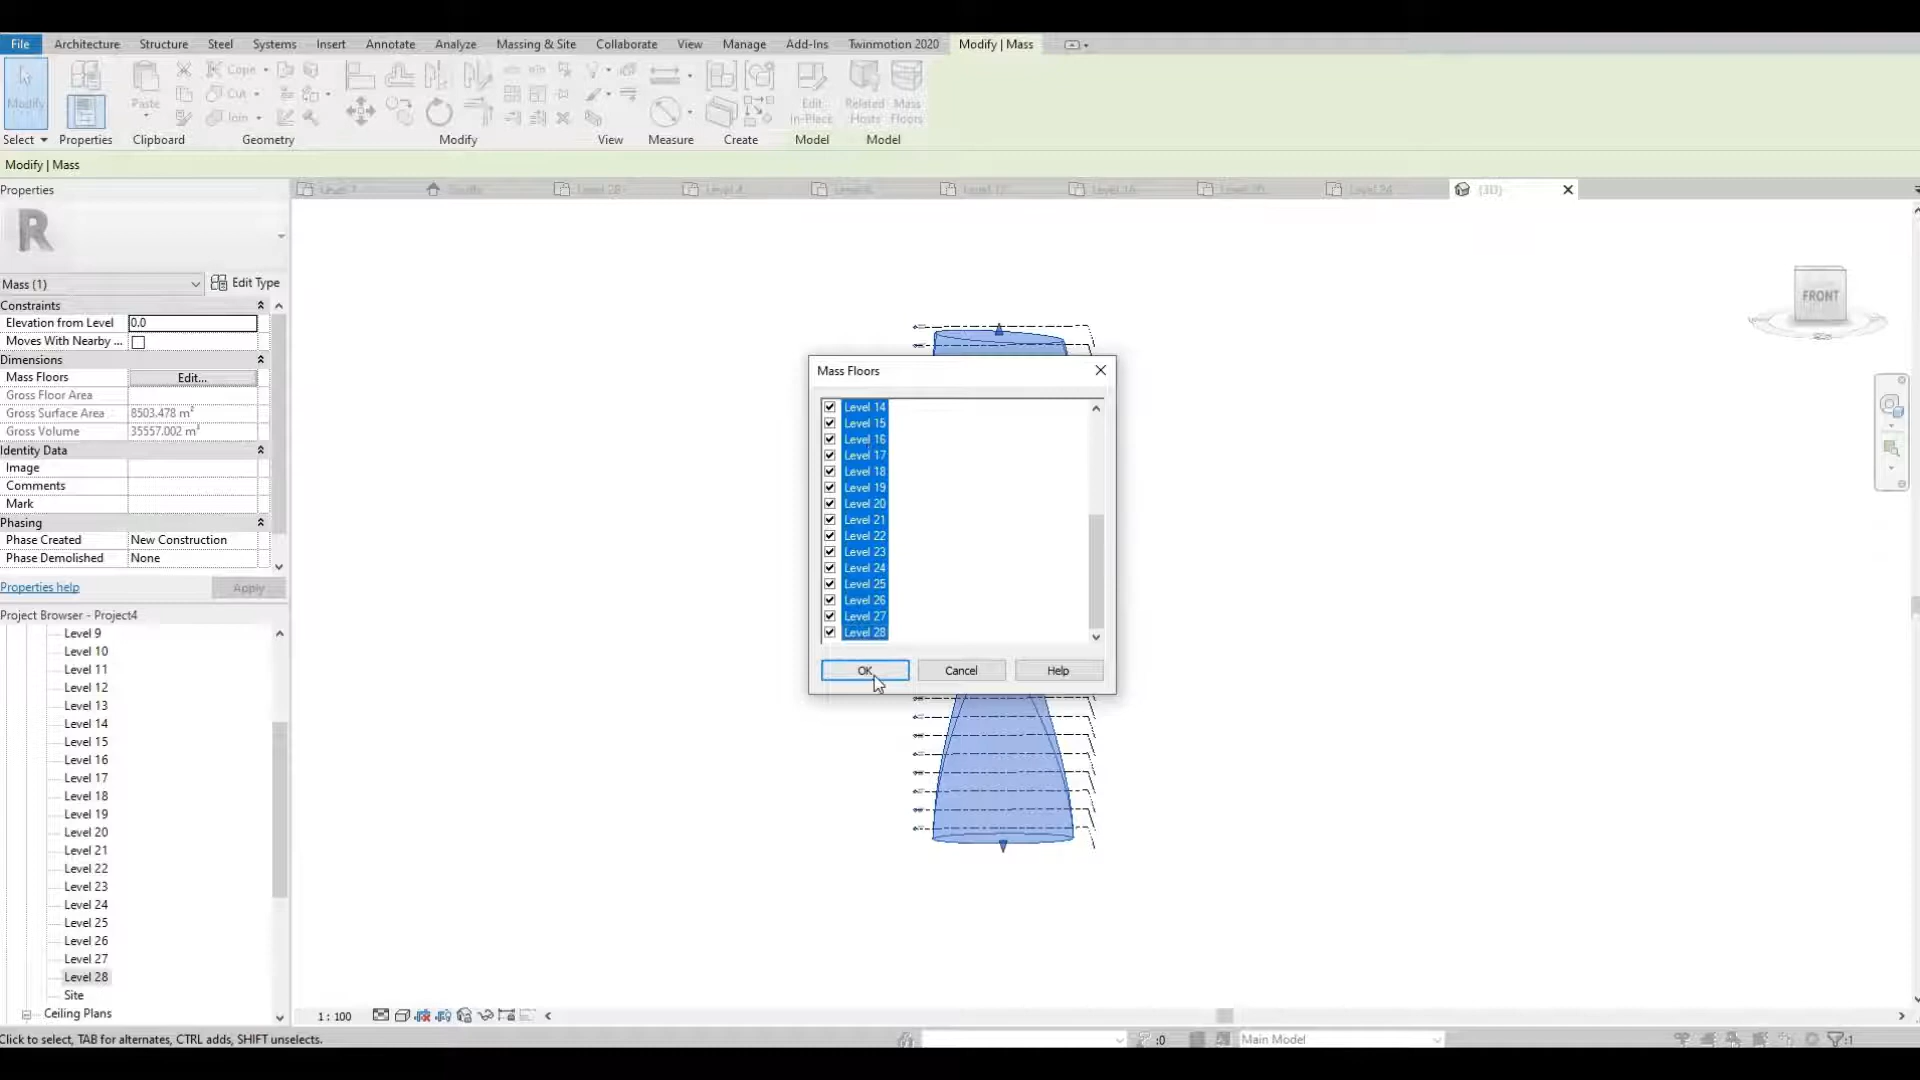 File Architecture Structure Steel Systems Insert Annotate Analyze Massing & Site Collaborate View Manage Add-Ins Twinmotion 2020 Modify | Mass
Modify Paste Cope Cut Join Edit In-Place Related Hosts Mass Floors
Select Properties Clipboard Geometry Modify View Measure Create Model Model
Modify | Mass
Properties
{3D}
Mass (1) Edit Type
Constraints
Elevation from Level 0.0
Moves With Nearby ...
Dimensions
Mass Floors Edit...
Gross Floor Area
Gross Surface Area 8503.478 m²
Gross Volume 35557.002 m³
Identity Data
Image
Comments
Mark
Phasing
Phase Created New Construction
Phase Demolished None
Properties help Apply
Project Browser - Project4
Level 9
Level 10
Level 11
Level 12
Level 13
Level 14
Level 15
Level 16
Level 17
Level 18
Level 19
Level 20
Level 21
Level 22
Level 23
Level 24
Level 25
Level 26
Level 27
Level 28
Site
Ceiling Plans
FRONT
Mass Floors
Level 14
Level 15
Level 16
Level 17
Level 18
Level 19
Level 20
Level 21
Level 22
Level 23
Level 24
Level 25
Level 26
Level 27
Level 28
OK Cancel Help
1 : 100
Click to select, TAB for alternates, CTRL adds, SHIFT unselects. :0 Main Model :1